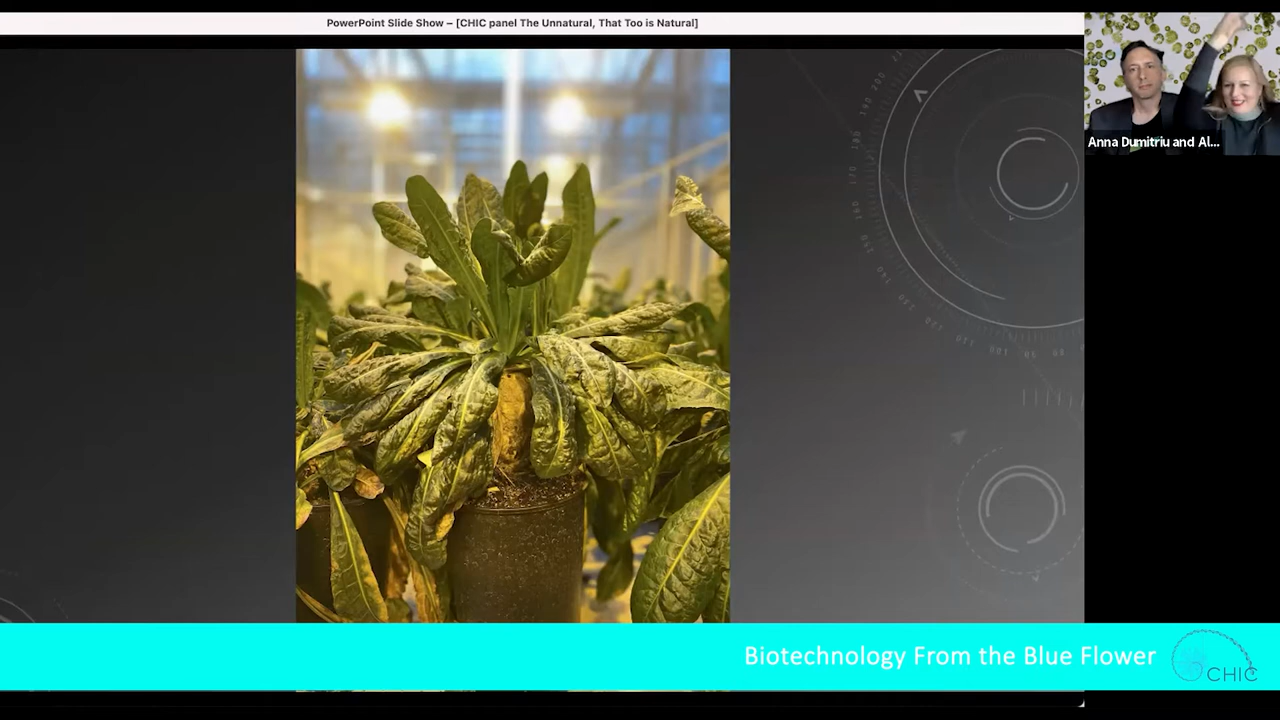 PowerPoint Slide Show – [CHIC panel The Unnatural, That Too is Natural]
Anna Dumitriu and Al...
Biotechnology From the Blue Flower
CHIC